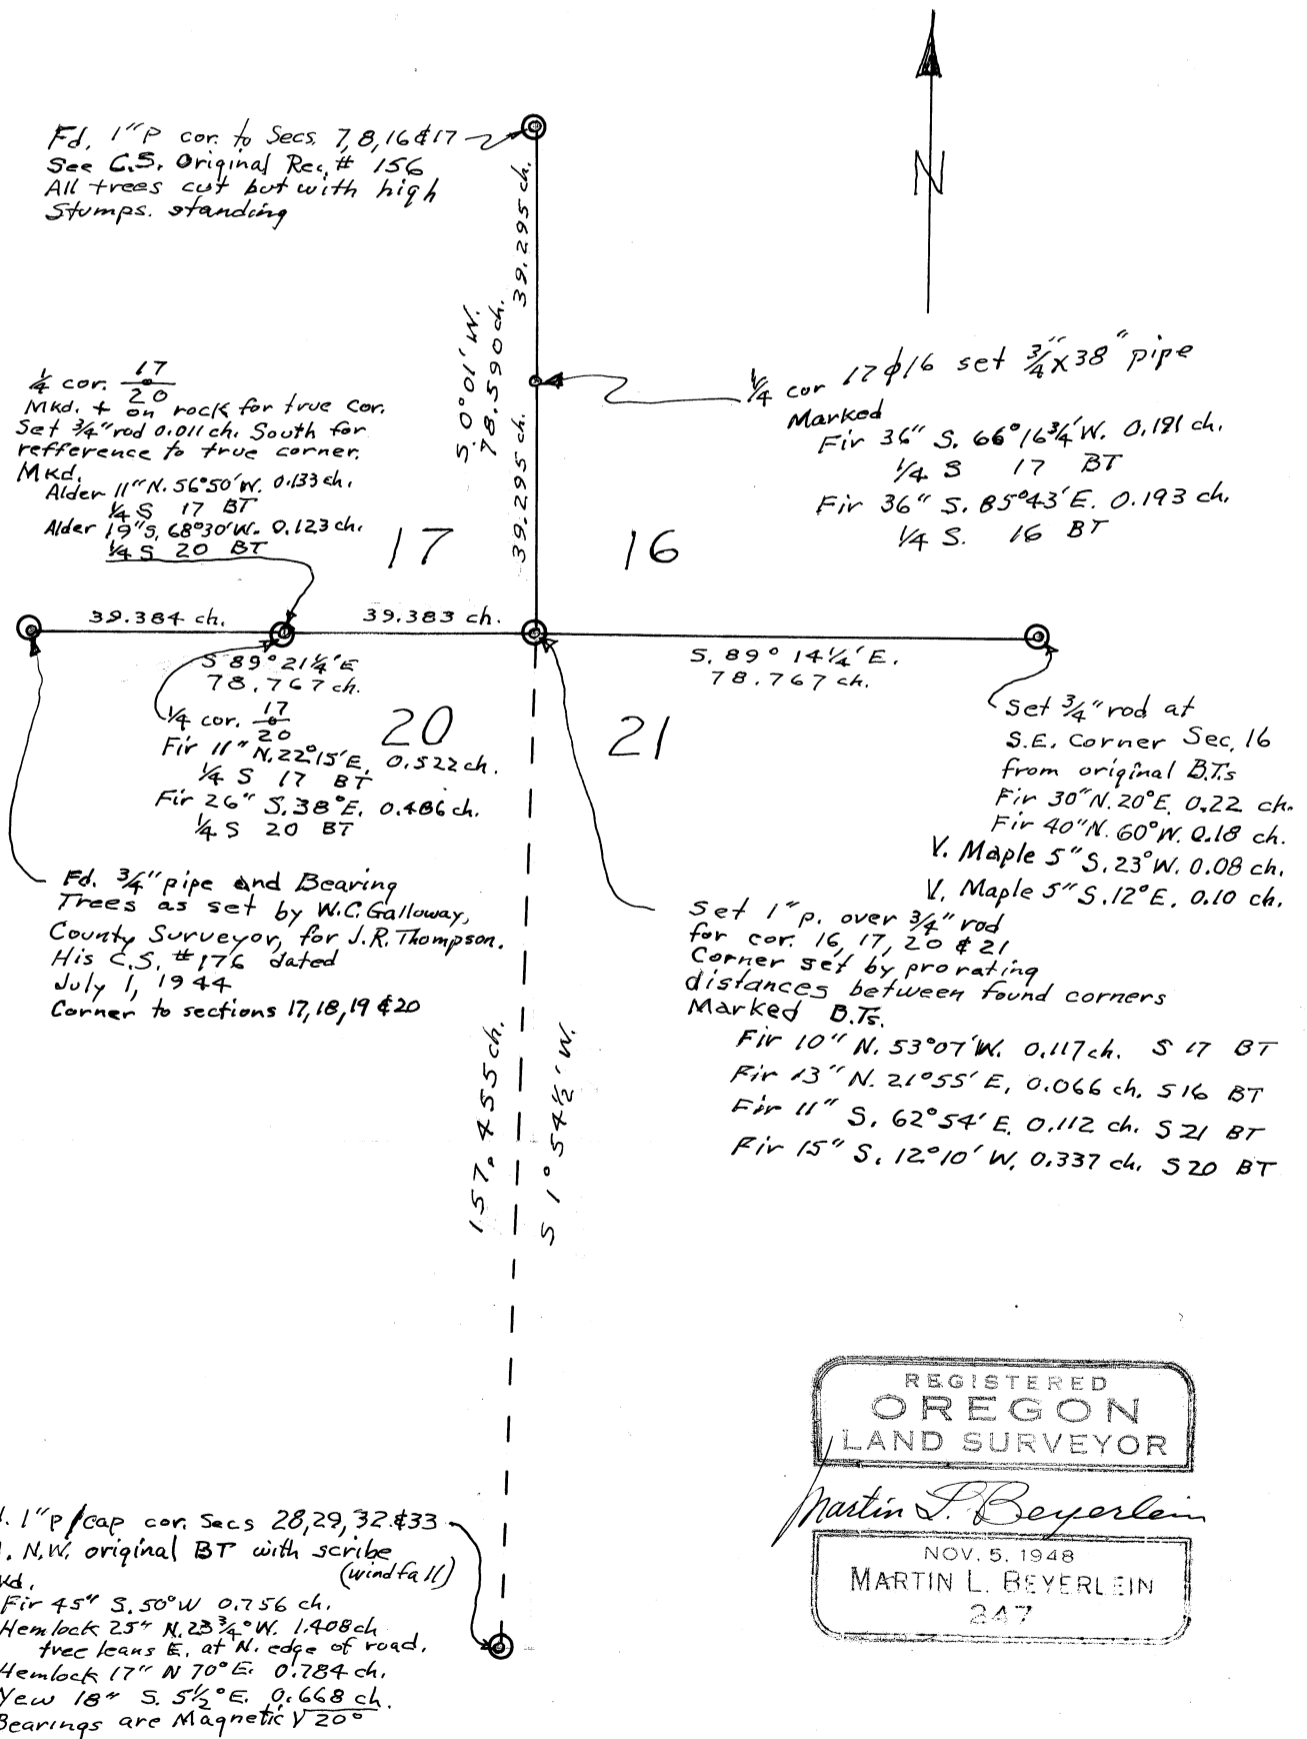 Fd. 1"P cor. to Secs. 7,8,16&17
See C.S. Original Rec. # 156
All trees cut but with high
Stumps. standing
N
39.295 ch.
S.0°01'W.
78.590 ch.
39.295 ch.
1/4 cor. 17/20
Mkd. + on rock for true cor.
Set 3/4" rod 0.011 ch. South for
refference to true corner.
Mkd.
Alder 11" N. 56°50'W. 0.133 ch.
1/4 S 17 BT
Alder 19" S. 68°30'W. 0.123 ch.
1/4 S 20 BT
1/4 cor 17 & 16 set 3/4" x 38" pipe
Marked
Fir 36" S. 66°16 3/4'W. 0.191 ch.
1/4 S 17 BT
Fir 36" S. 85°43'E. 0.193 ch.
1/4 S. 16 BT
17
16
39.384 ch.
39.383 ch.
S 89°21 1/4'E
78.767 ch.
S. 89° 14 1/4' E.
78.767 ch.
1/4 cor. 17/20
Fir 11" N.22°15'E. 0.522 ch.
1/4 S 17 BT
Fir 26" S.38°E. 0.486 ch.
1/4 S 20 BT
20
21
Set 3/4" rod at
S.E. Corner Sec. 16
from original B.T.s
Fir 30" N. 20°E. 0.22 ch.
Fir 40" N. 60°W. 0.18 ch.
V. Maple 5" S. 23°W. 0.08 ch.
V. Maple 5" S. 12°E. 0.10 ch.
Fd. 3/4" pipe and Bearing
Trees as set by W.C. Galloway,
County Surveyor, for J.R. Thompson.
His C.S. #176 dated
July 1, 1944
Corner to sections 17,18,19 & 20
Set 1" p. over 3/4" rod
for cor. 16, 17, 20 & 21
Corner set by prorating
distances between found corners
Marked B.Ts.
Fir 10" N. 53°07'W. 0.117 ch. S 17 BT
Fir 13" N. 21°55' E. 0.066 ch. S 16 BT
Fir 11" S. 62°54' E. 0.112 ch. S 21 BT
Fir 15" S. 12°10' W. 0.337 ch. S 20 BT
157.455 ch.
S 1°54 1/2' W.
REGISTERED
OREGON
LAND SURVEYOR
Martin L. Beyerlein
NOV. 5, 1948
MARTIN L. BEYERLEIN
247
1"P/cap cor. Secs 28,29,32 & 33
N.W. original BT with scribe
(windfall)
Fir 45" S. 50°W 0.756 ch.
Hemlock 25" N. 23 3/4°W. 1.408 ch
tree leans E. at N. edge of road.
Hemlock 17" N 70°E. 0.784 ch.
Yew 18" S. 5 1/2°E. 0.668 ch.
Bearings are Magnetic V 20°